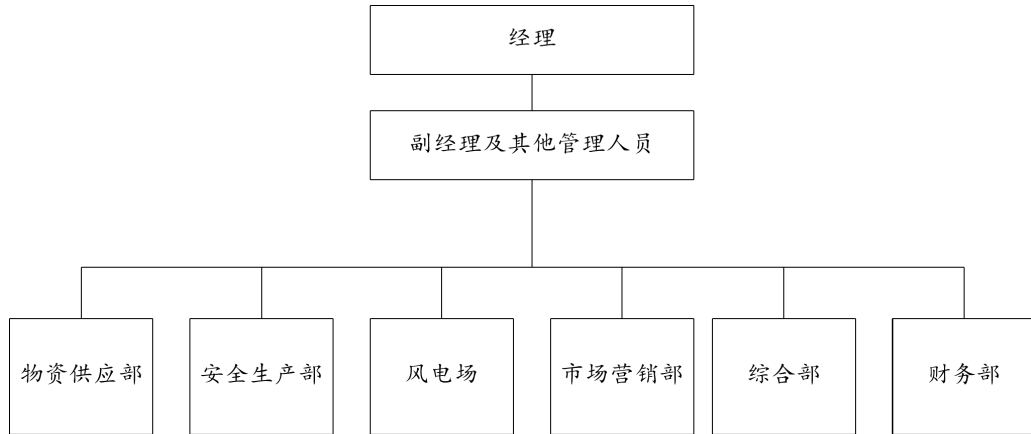 经理
副经理及其他管理人员
物资供应部
安全生产部
风电场
市场营销部
综合部
财务部